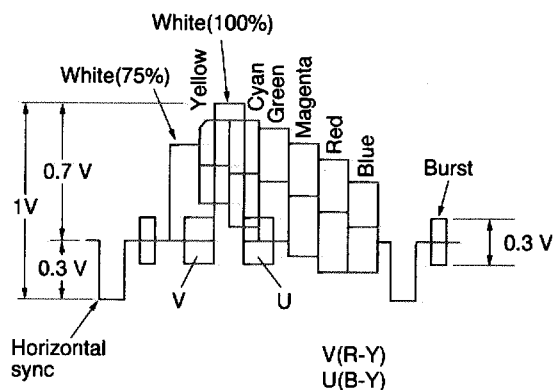 White(100%)
White(75%)
Yellow
Cyan
Green
Magenta
Red
Blue
Burst
0.7 V
1V
0.3 V
0.3 V
V
U
Horizontal
sync
V(R-Y)
U(B-Y)